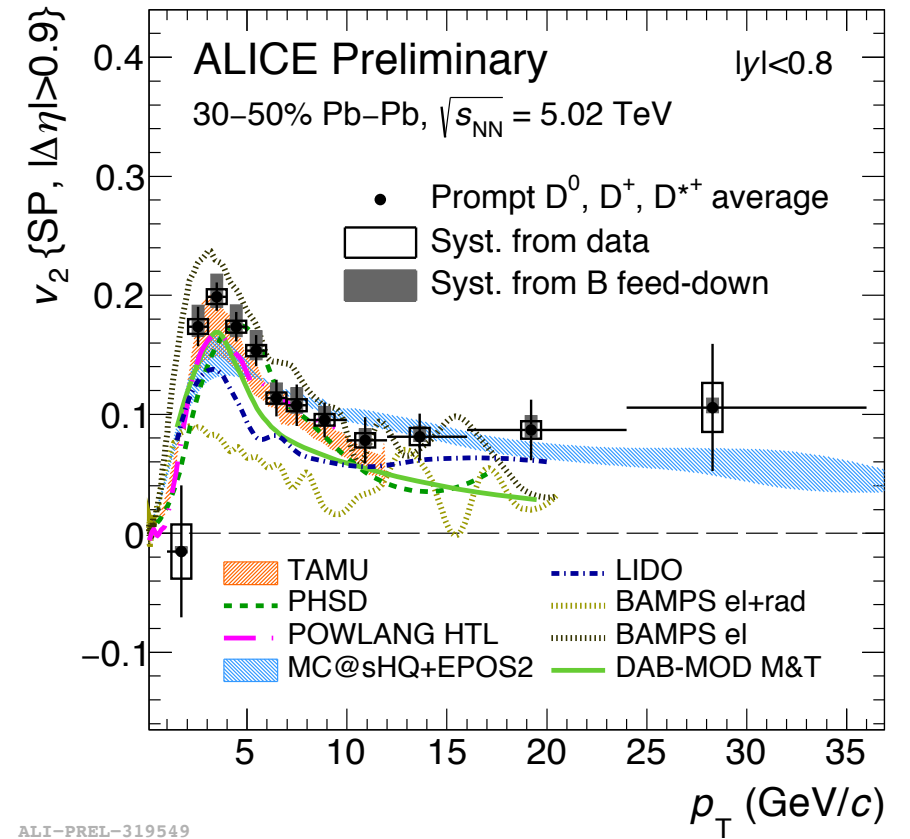 ALICE Preliminary |y|<0.8
30−50% Pb−Pb, √sNN = 5.02 TeV
Prompt D0, D+, D*+ average
Syst. from data
Syst. from B feed-down
v2 {SP, |Δη|>0.9}
0.4
0.3
0.2
0.1
0
−0.1
TAMU
PHSD
POWLANG HTL
MC@sHQ+EPOS2
LIDO
BAMPS el+rad
BAMPS el
DAB-MOD M&T
5 10 15 20 25 30 35
pT (GeV/c)
ALI−PREL−319549